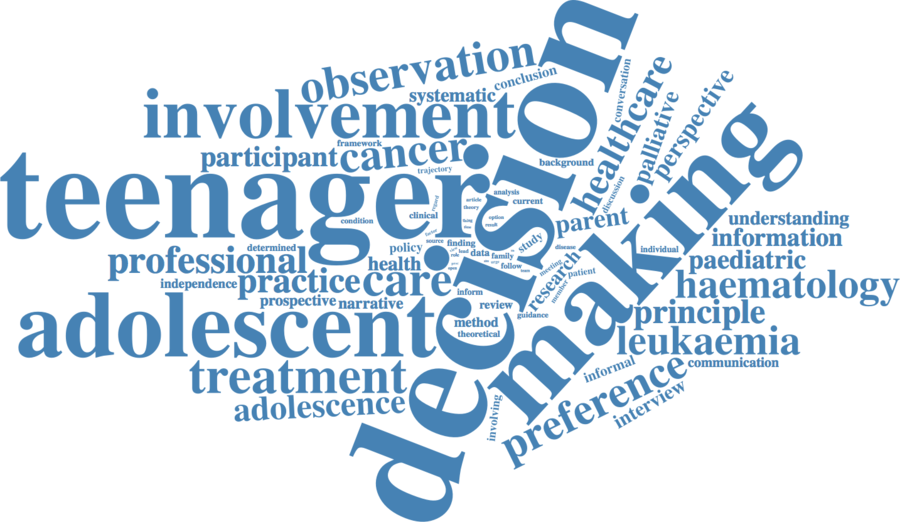 observation
conclusion
systematic
involvement
framework
participant
cancer
trajectory
teenager
condition
clinical
determined
professional
policy
health
independence
practice
care
prospective
narrative
adolescent
treatment
adolescence
decision
making
conversation
healthcare
palliative
perspective
background
discussion
analysis
current
article
theory
option
result
parent
study
source
finding
data
family
role
lead
follow
disease
individual
meeting
research
patient
member
inform
review
guidance
method
theoretical
understanding
information
paediatric
haematology
principle
leukaemia
communication
informal
preference
interview
involving